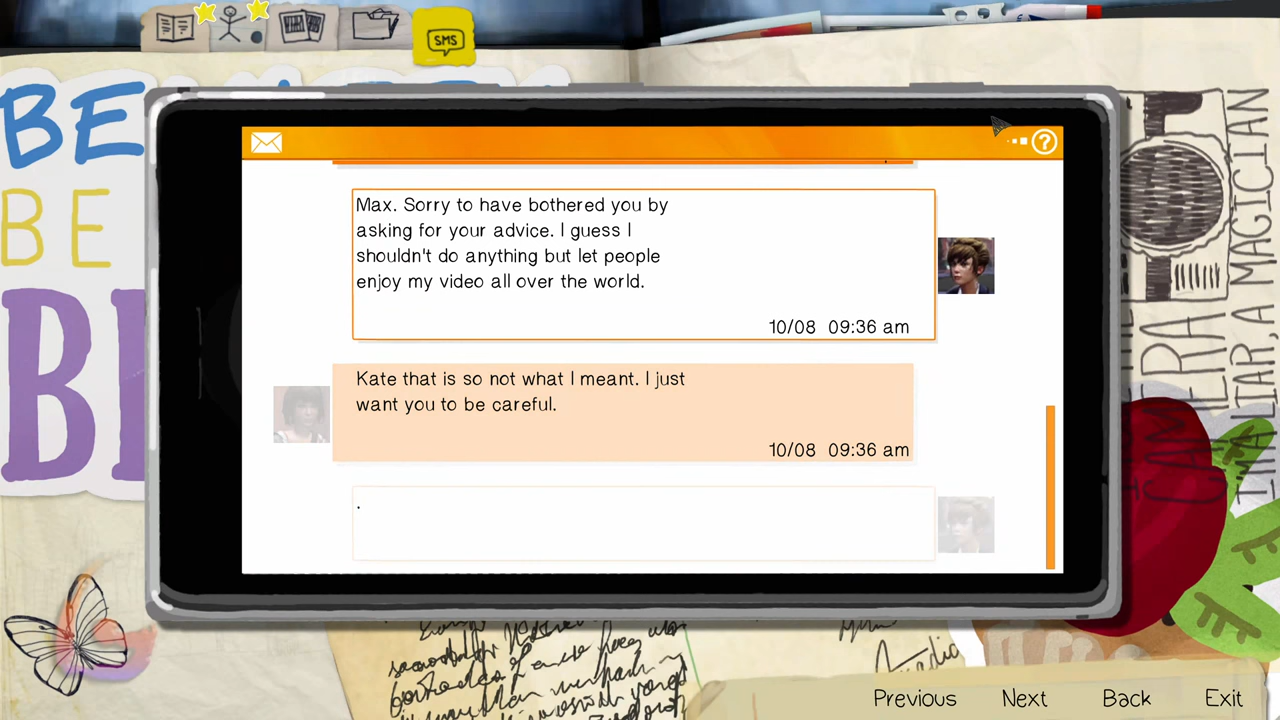 SMS
BE
BE
Max. Sorry to have bothered you by
asking for your advice. I guess I
shouldn't do anything but let people
enjoy my video all over the world.
10/08 09:36 am
Kate that is so not what I meant. I just
want you to be careful.
10/08 09:36 am
.
I AM
CAMERA
I'M A LIAR, A MAGICIAN
Previous
Next
Back
Exit